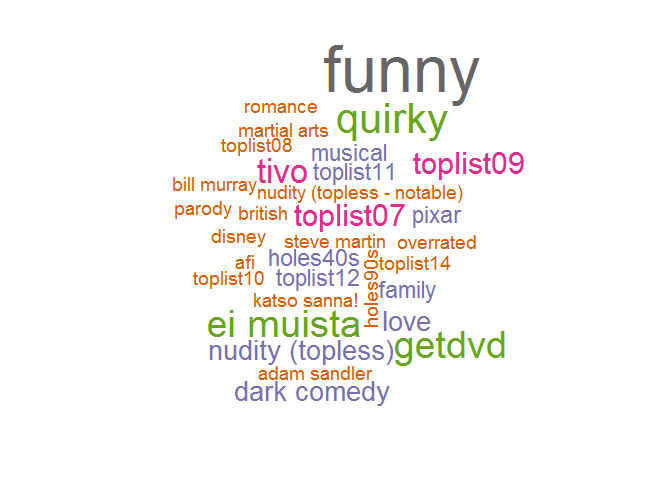 funny
romance
quirky
martial arts
toplist08
musical
toplist09
tivo
toplist11
bill murray
nudity (topless - notable)
parody
british
toplist07
pixar
disney
steve martin
overrated
afi
holes40s
holes90s
toplist14
toplist10
toplist12
family
katso sanna!
ei muista
love
nudity (topless)
getdvd
adam sandler
dark comedy